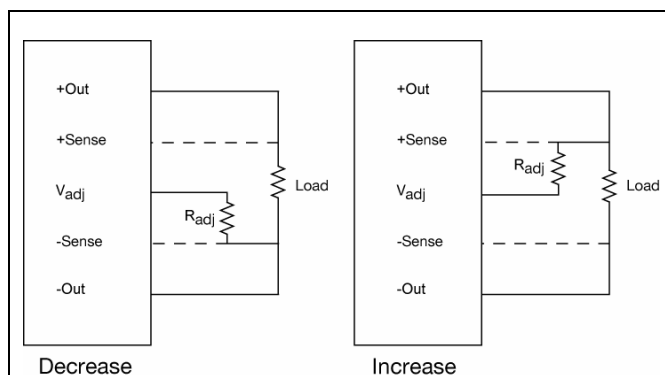 +Out
+Sense
Vadj
-Sense
-Out
Radj
Load
Decrease
+Out
+Sense
Vadj
-Sense
-Out
Radj
Load
Increase